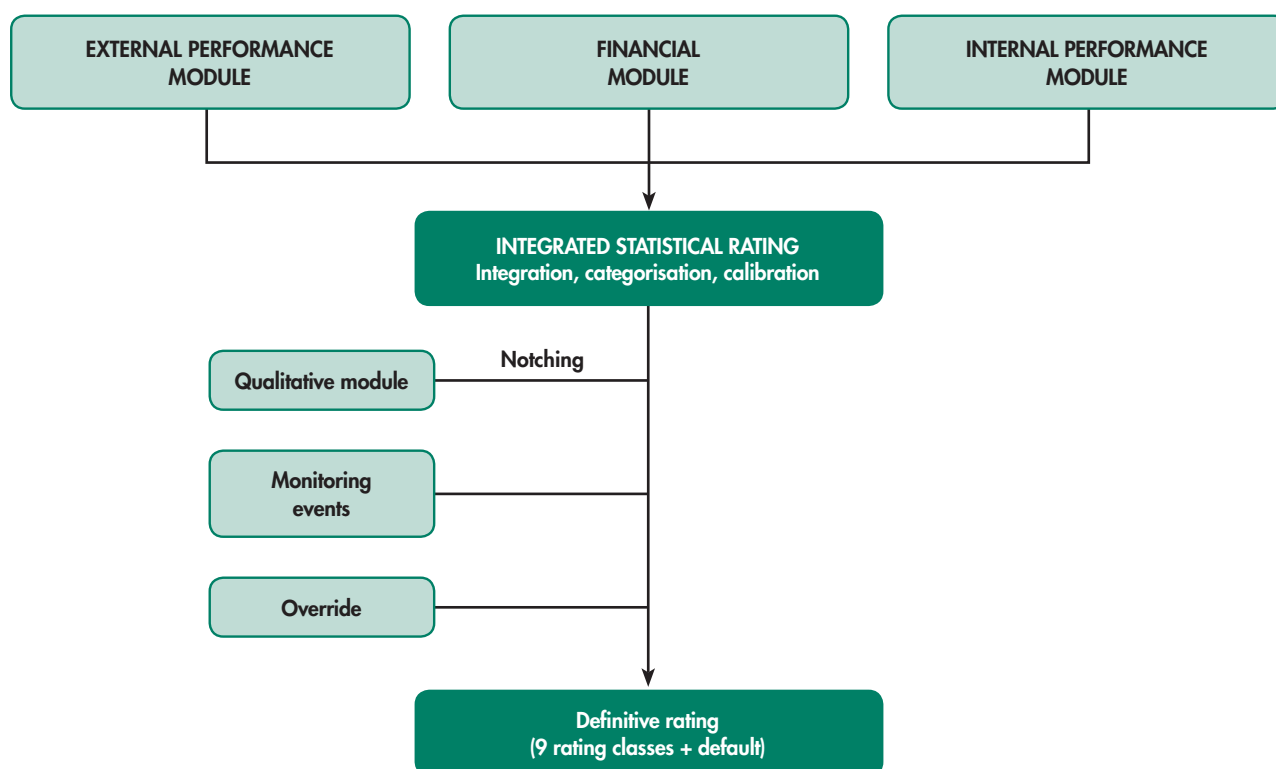 EXTERNAL PERFORMANCE
MODULE
FINANCIAL
MODULE
INTERNAL PERFORMANCE
MODULE
INTEGRATED STATISTICAL RATING
Integration, categorisation, calibration
Notching
Qualitative module
Monitoring
events
Override
Definitive rating
(9 rating classes + default)